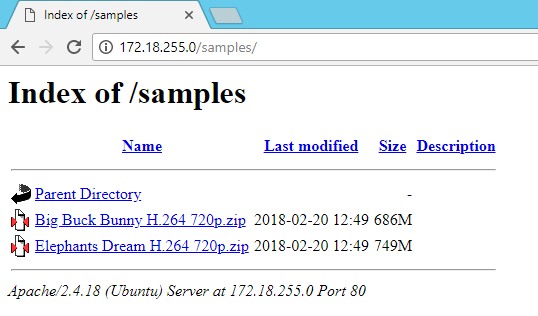 Index of /samples
172.18.255.0/samples/
Index of /samples
Name Last modified Size Description
Parent Directory -
Big Buck Bunny H.264 720p.zip 2018-02-20 12:49 686M
Elephants Dream H.264 720p.zip 2018-02-20 12:49 749M
Apache/2.4.18 (Ubuntu) Server at 172.18.255.0 Port 80